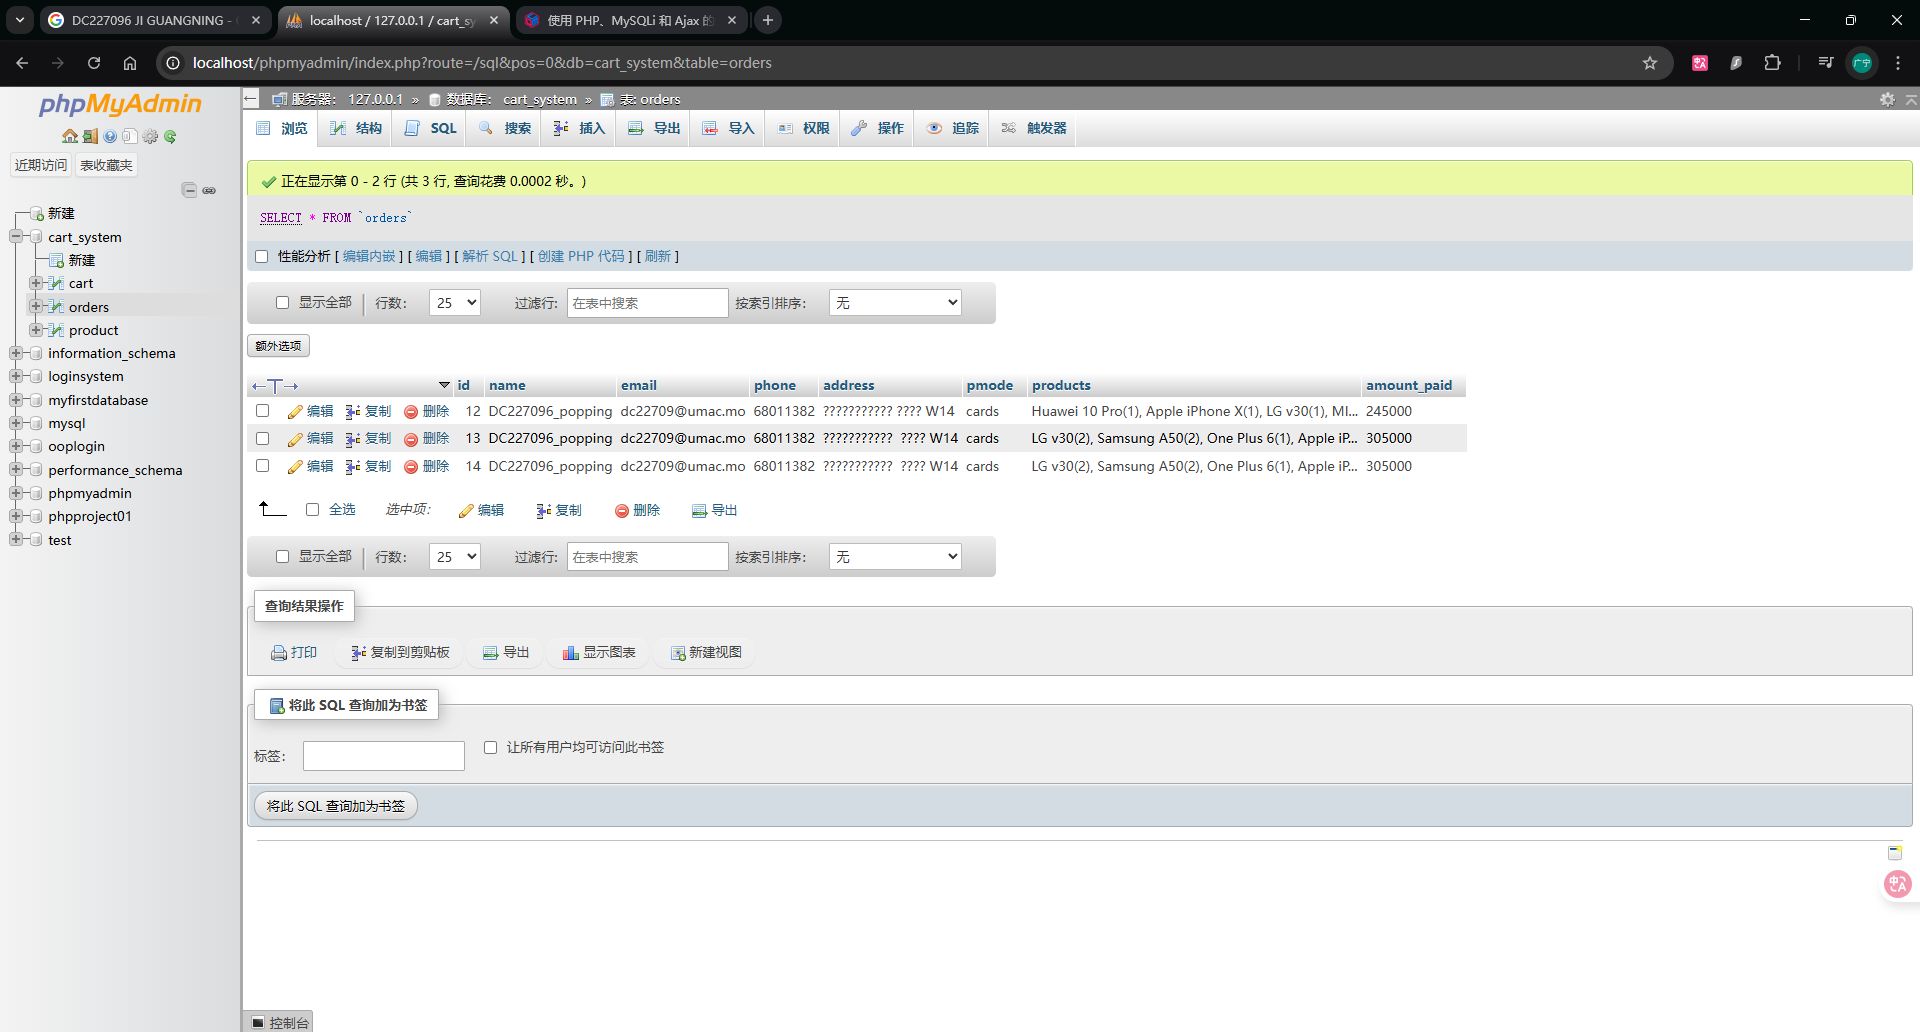 DC227096 JI GUANGNING -
localhost / 127.0.0.1 / cart_sy
使用 PHP、MySQLi 和 Ajax 的
localhost/phpmyadmin/index.php?route=/sql&pos=0&db=cart_system&table=orders
广宁
phpMyAdmin
近期访问 表收藏夹
新建
cart_system
新建
cart
orders
product
information_schema
loginsystem
myfirstdatabase
mysql
ooplogin
performance_schema
phpmyadmin
phpproject01
test
服务器: 127.0.0.1 » 数据库: cart_system » 表: orders
浏览 结构 SQL 搜索 插入 导出 导入 权限 操作 追踪 触发器
正在显示第 0 - 2 行 (共 3 行, 查询花费 0.0002 秒。)
SELECT * FROM `orders`
性能分析 [ 编辑内嵌 ] [ 编辑 ] [ 解析 SQL ] [ 创建 PHP 代码 ] [ 刷新 ]
显示全部 行数: 25 过滤行: 在表中搜索 按索引排序: 无
额外选项
←T→ id name email phone address pmode products amount_paid
编辑 复制 删除 12 DC227096_popping dc22709@umac.mo 68011382 ??????????? ???? W14 cards Huawei 10 Pro(1), Apple iPhone X(1), LG v30(1), MI... 245000
编辑 复制 删除 13 DC227096_popping dc22709@umac.mo 68011382 ??????????? ???? W14 cards LG v30(2), Samsung A50(2), One Plus 6(1), Apple iP... 305000
编辑 复制 删除 14 DC227096_popping dc22709@umac.mo 68011382 ??????????? ???? W14 cards LG v30(2), Samsung A50(2), One Plus 6(1), Apple iP... 305000
全选 选中项: 编辑 复制 删除 导出
显示全部 行数: 25 过滤行: 在表中搜索 按索引排序: 无
查询结果操作
打印 复制到剪贴板 导出 显示图表 新建视图
将此 SQL 查询加为书签
标签: 让所有用户均可访问此书签
将此 SQL 查询加为书签
控制台